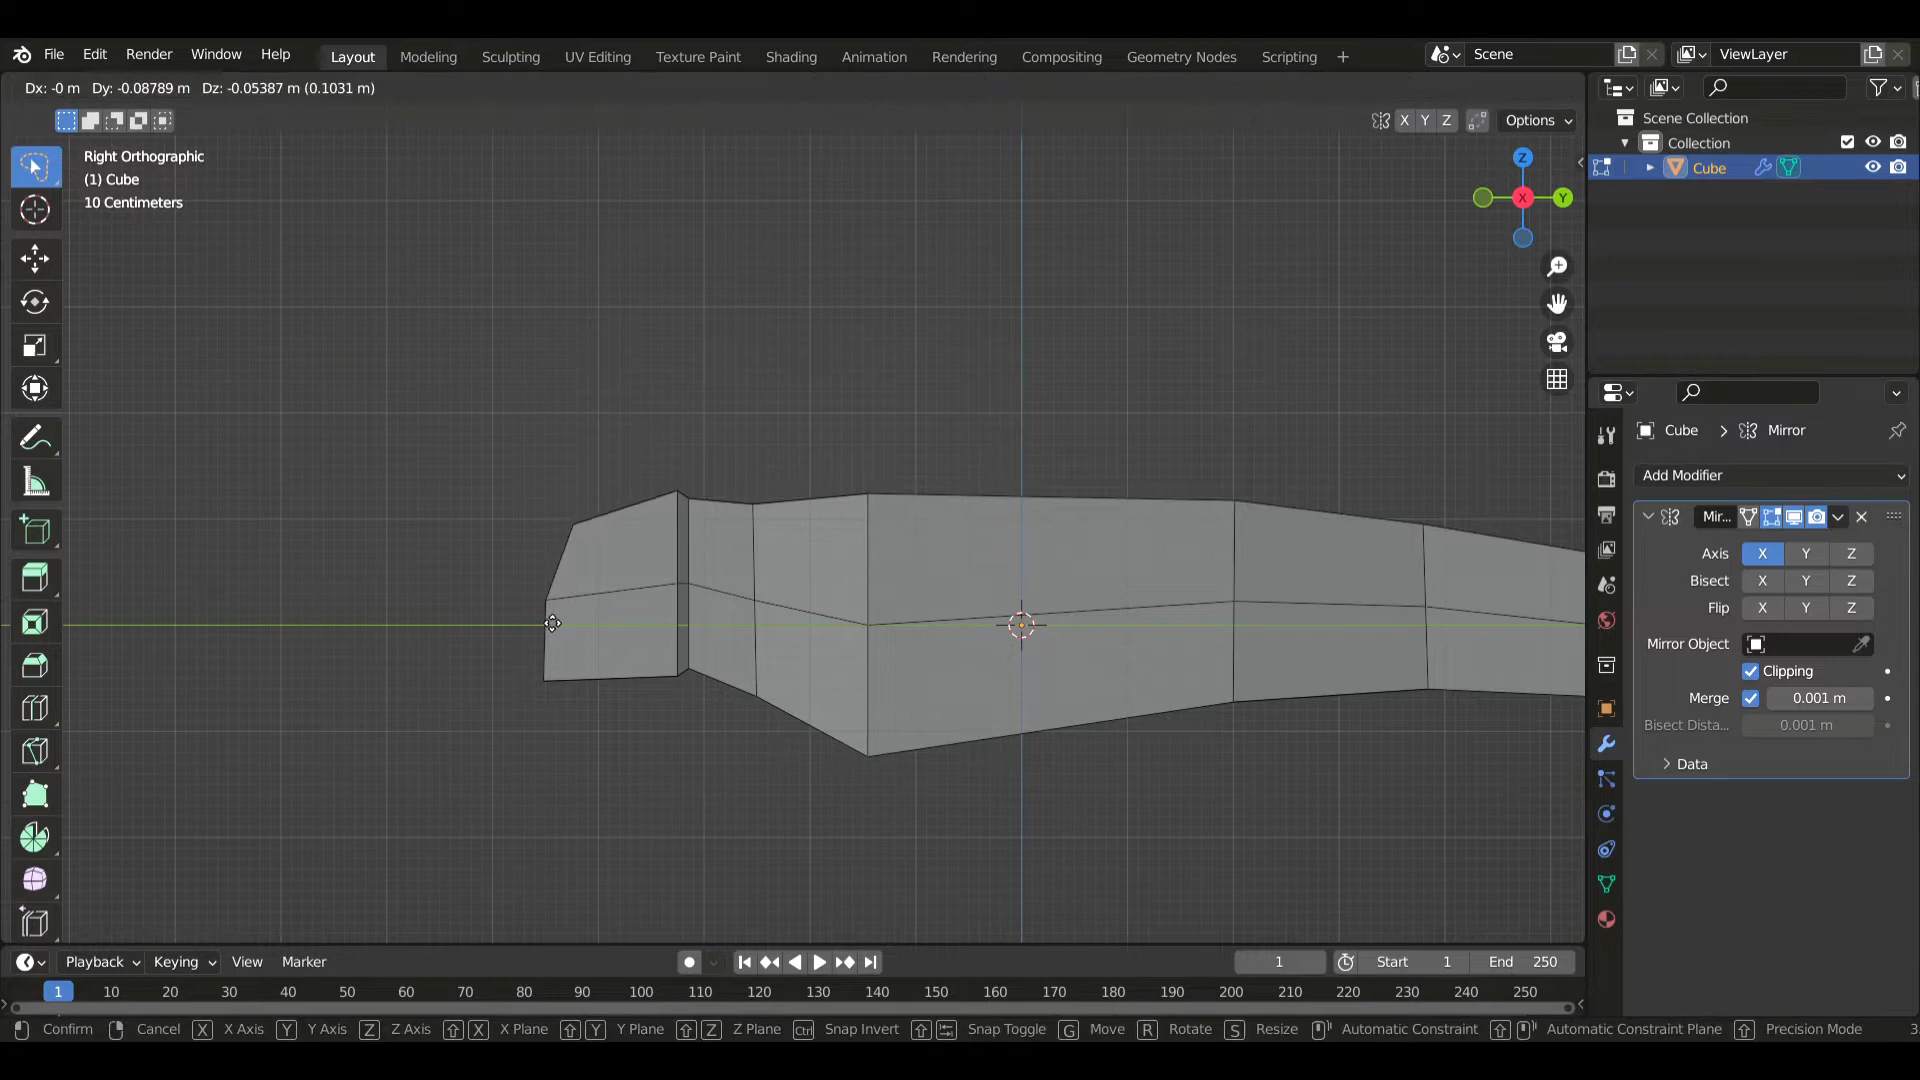 File Edit Render Window Help Layout Modeling Sculpting UV Editing Texture Paint Shading Animation Rendering Compositing Geometry Nodes Scripting + Scene ViewLayer
Dx: -0 m Dy: -0.08789 m Dz: -0.05387 m (0.1031 m)
X Y Z Options
Scene Collection
Collection
Cube
Right Orthographic
(1) Cube
10 Centimeters
Z
X
Y
Cube > Mirror
Add Modifier
Mir...
Axis X Y Z
Bisect X Y Z
Flip X Y Z
Mirror Object
Clipping
Merge 0.001 m
Bisect Dista... 0.001 m
Data
Playback Keying View Marker 1 Start 1 End 250
1 10 20 30 40 50 60 70 80 90 100 110 120 130 140 150 160 170 180 190 200 210 220 230 240 250
Confirm Cancel X X Axis Y Y Axis Z Z Axis X X Plane Y Y Plane Z Z Plane Ctrl Snap Invert Snap Toggle G Move R Rotate S Resize Automatic Constraint Automatic Constraint Plane Precision Mode 3.